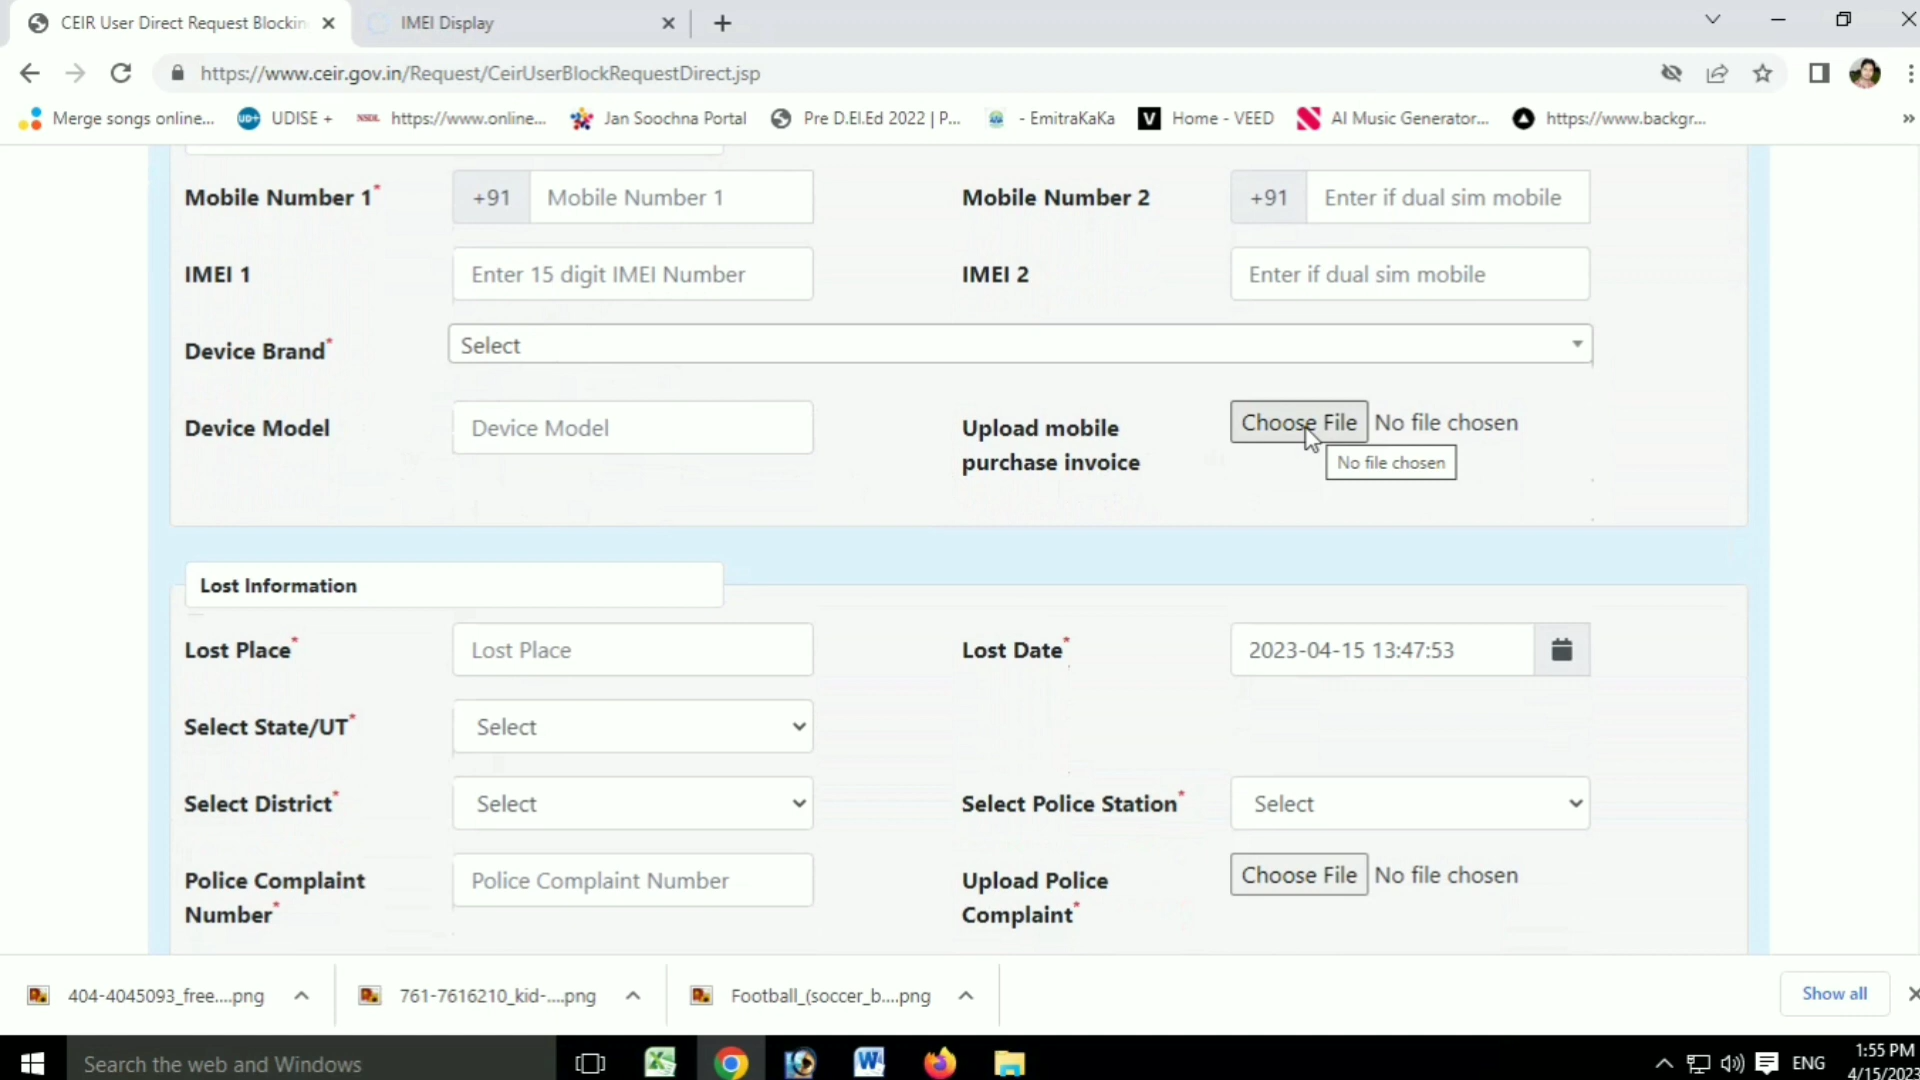 CEIR User Direct Request Blockin
IMEI Display
https://www.ceir.gov.in/Request/CeirUserBlockRequestDirect.jsp
Merge songs online...
UD+
UDISE +
NSDL
https://www.online...
Jan Soochna Portal
Pre D.El.Ed 2022 | P...
- EmitraKaKa
V
Home - VEED
AI Music Generator...
https://www.backgr...
»
Mobile Number 1*
+91
Mobile Number 1
Mobile Number 2
+91
Enter if dual sim mobile
IMEI 1
Enter 15 digit IMEI Number
IMEI 2
Enter if dual sim mobile
Device Brand*
Select
Device Model
Device Model
Upload mobile
purchase invoice
Choose File
No file chosen
No file chosen
Lost Information
Lost Place*
Lost Place
Lost Date*
2023-04-15 13:47:53
Select State/UT*
Select
Select District*
Select
Select Police Station*
Select
Police Complaint
Number*
Police Complaint Number
Upload Police
Complaint*
Choose File
No file chosen
404-4045093_free....png
761-7616210_kid-....png
Football_(soccer_b....png
Show all
Search the web and Windows
ENG
1:55 PM
4/15/2023